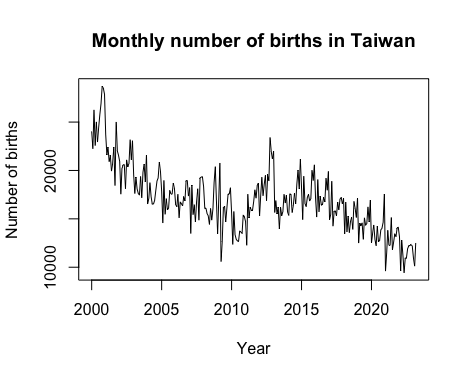 Monthly number of births in Taiwan
Number of births
20000
10000
2000 2005 2010 2015 2020
Year